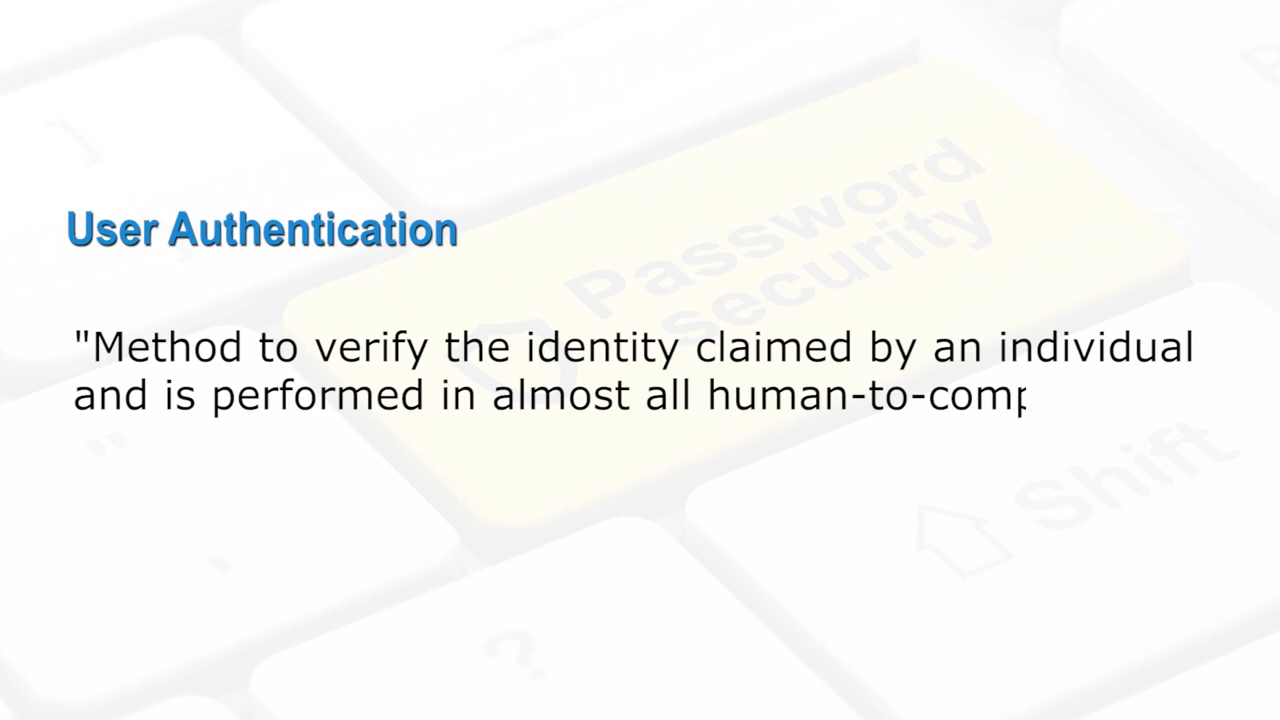 User Authentication
"Method to verify the identity claimed by an individual
and is performed in almost all human-to-comp
Password
security
Shift
]
"
'
?